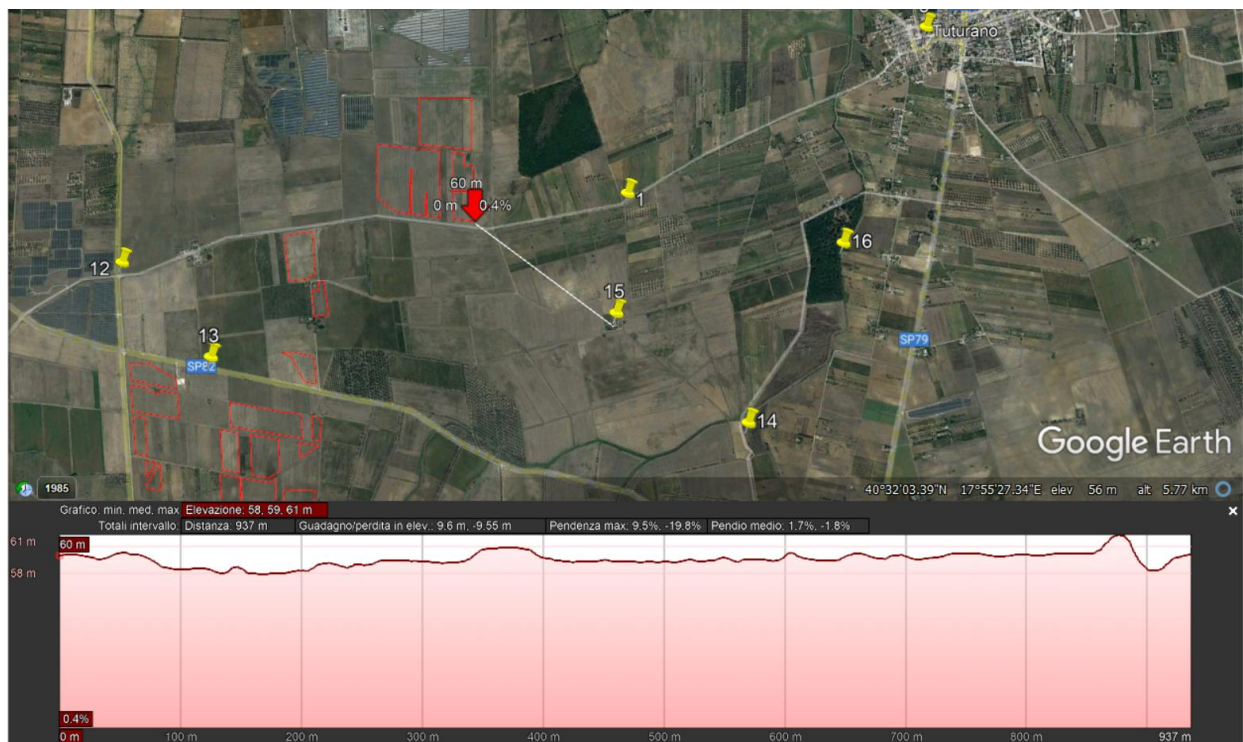 Tuturano
60 m
0 m 0.4%
1
16
12
15
13
SP82
SP79
14
Google Earth
1985
40°32'03.39"N 17°55'27.34"E elev 56 m alt 5.77 km
Grafico: min, med, max Elevazione: 58, 59, 61 m
Totali intervallo: Distanza: 937 m Guadagno/perdita in elev.: 9.6 m, -9.55 m Pendenza max: 9.5%, -19.8% Pendio medio: 1.7%, -1.8%
61 m
60 m
58 m
0.4%
0 m 100 m 200 m 300 m 400 m 500 m 600 m 700 m 800 m 937 m